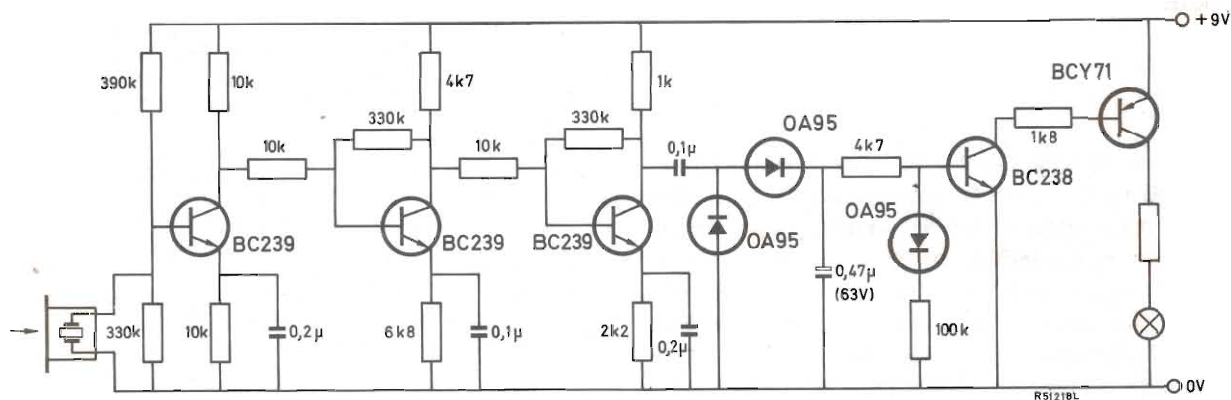 +9V
390k
10k
4k7
1k
BCY71
330k
330k
OA95
10k
10k
0,1μ
4k7
1k8
BC238
BC239
BC239
BC239
OA95
OA95
0,47μ
(63V)
330k
10k
0,2μ
6k8
0,1μ
2k2
0,2μ
100k
0V
R51218L